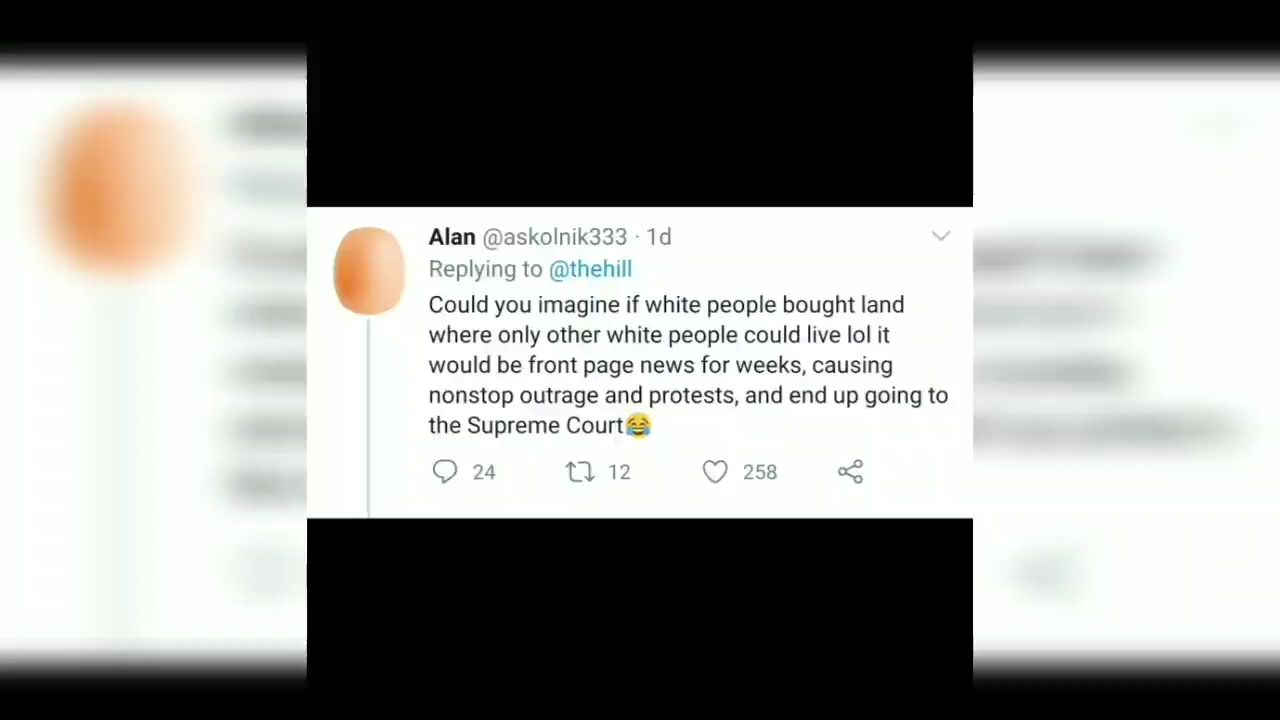 Alan @askolnik333 · 1d
Replying to @thehill
Could you imagine if white people bought land
where only other white people could live lol it
would be front page news for weeks, causing
nonstop outrage and protests, and end up going to
the Supreme Court😂
24 12 258